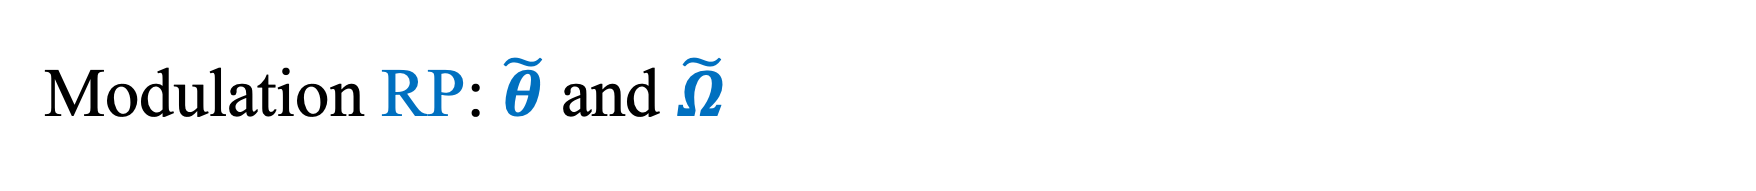 Modulation RP: θ̃ and Ω̃